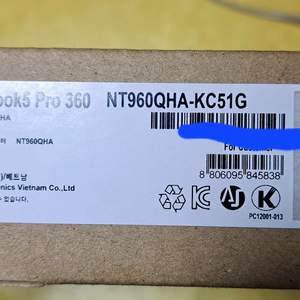 ook5 Pro 360 NT960QHA-KC51G
HA
터 NT960QHA
For Customer
)/베트남
nics Vietnam Co.,Ltd
8 806095 845838
PC12001-013